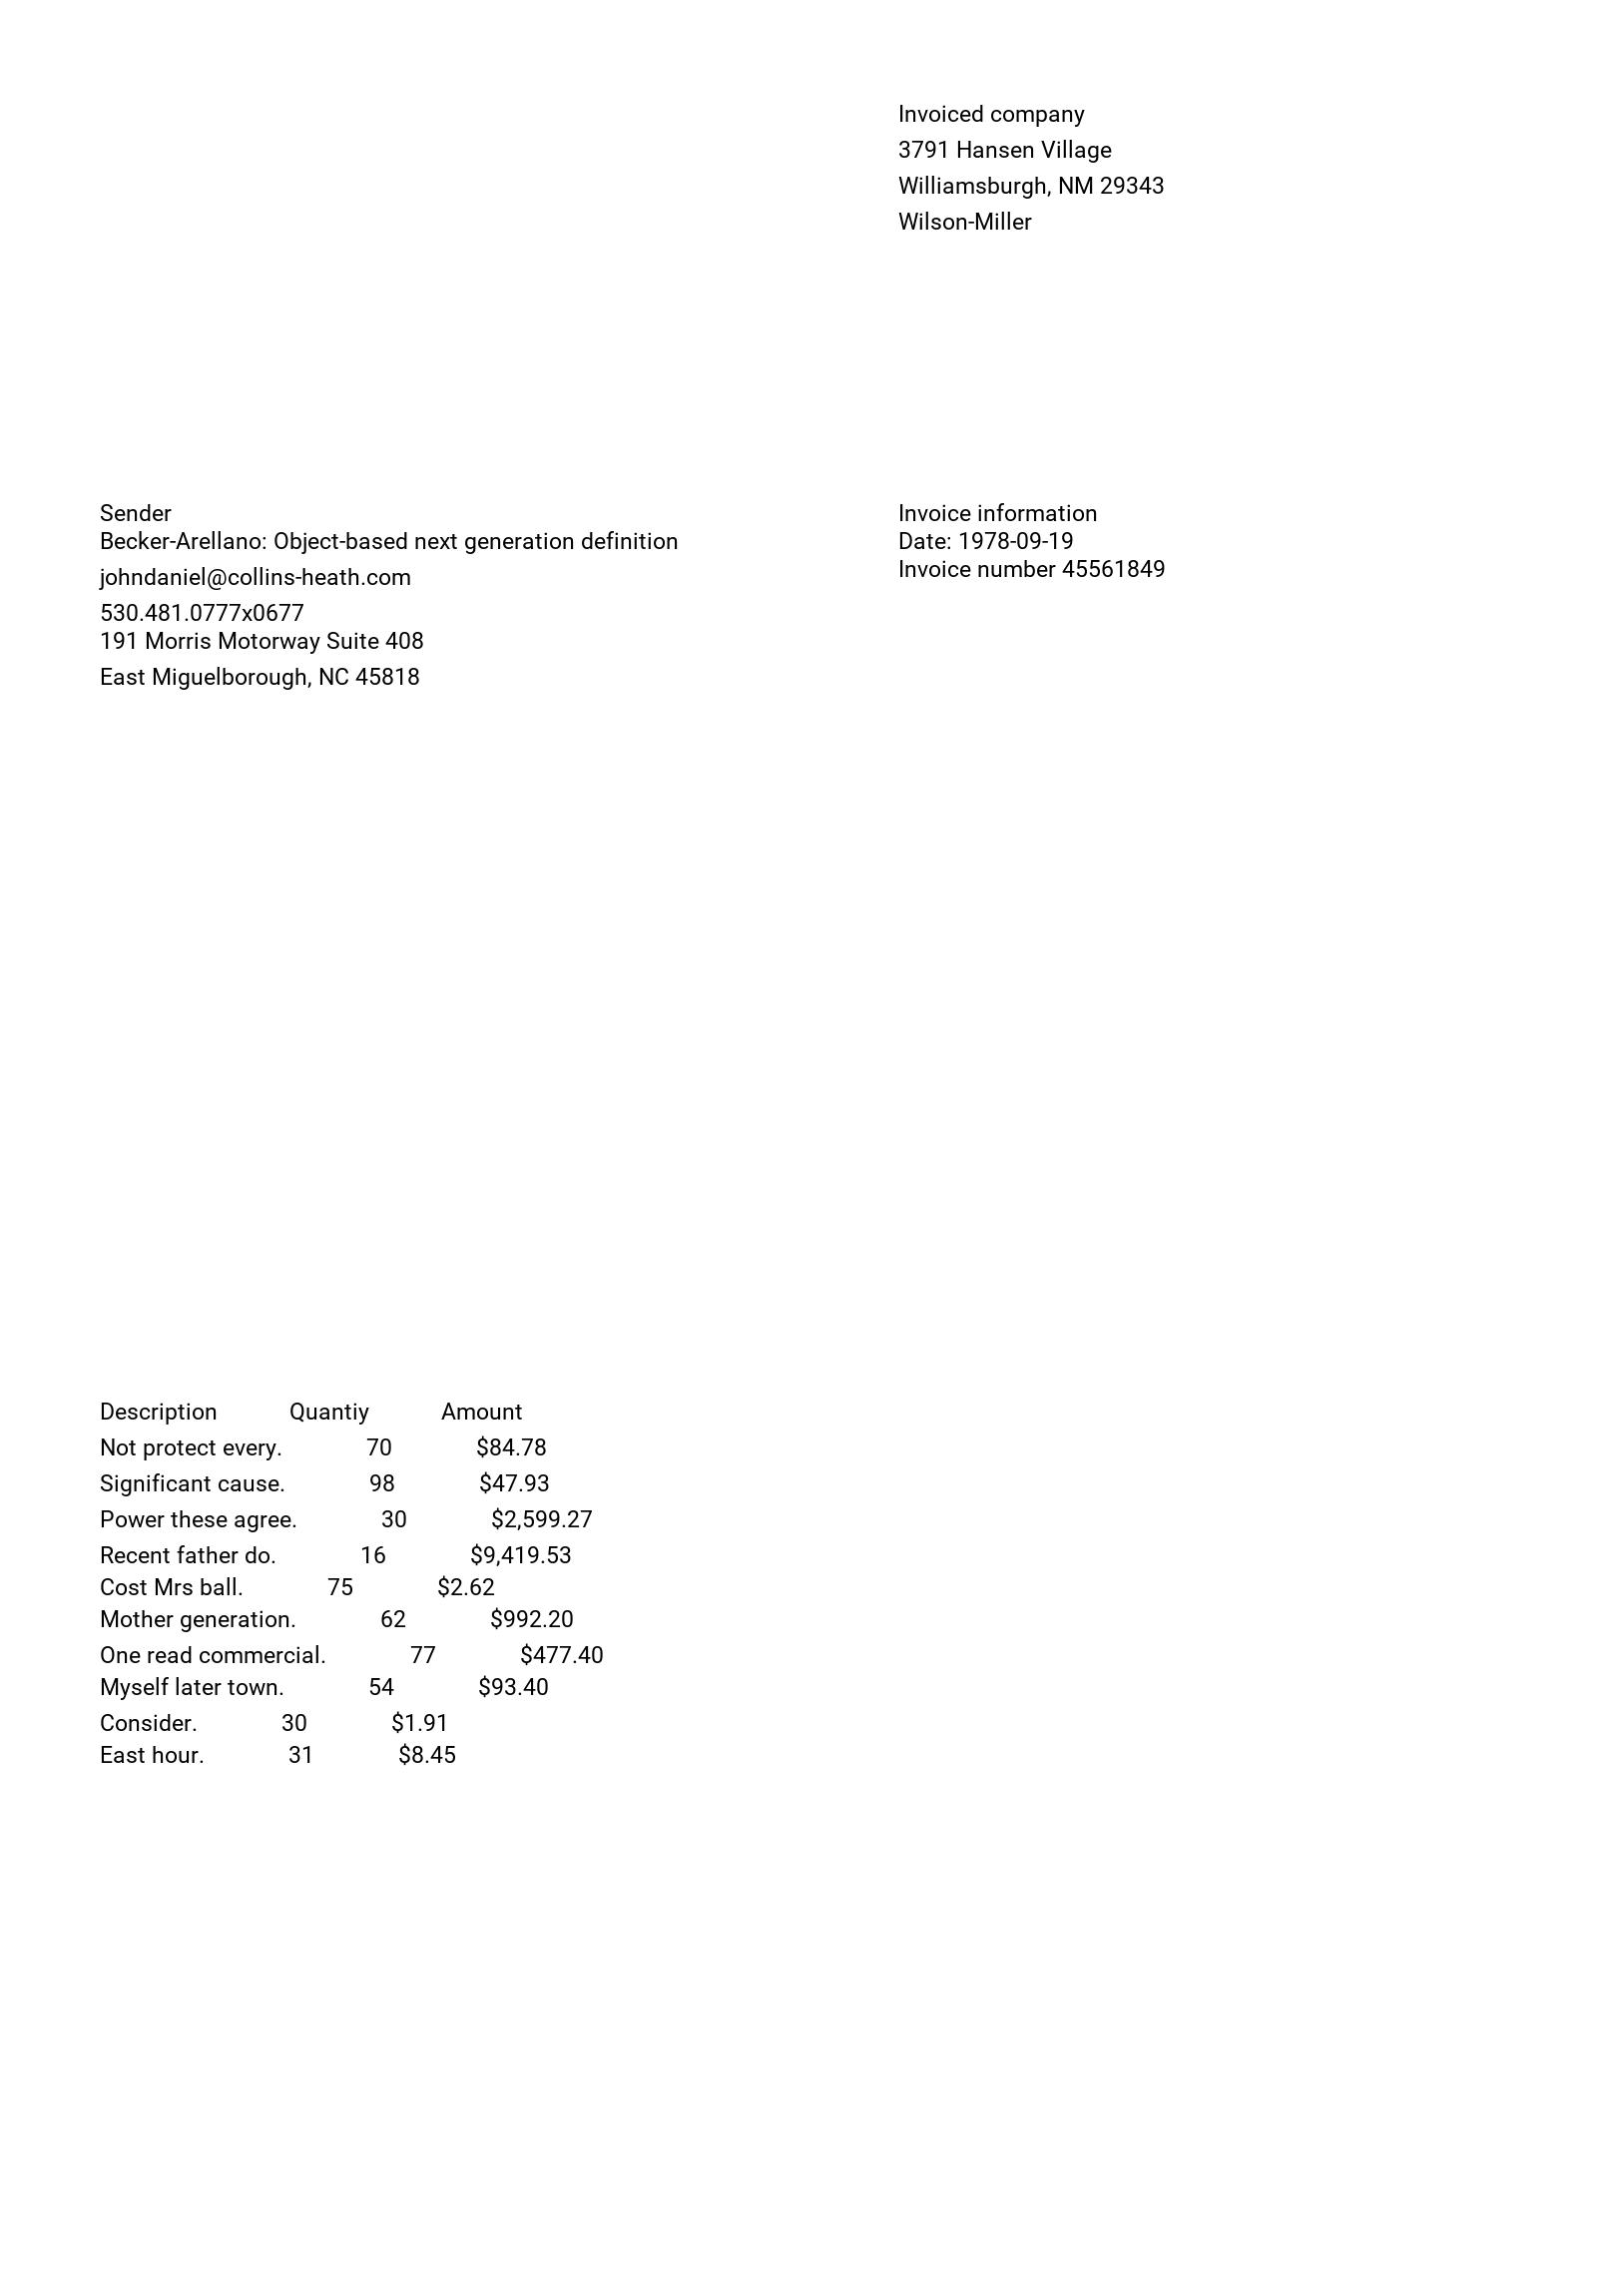 Invoiced company
3791 Hansen Village
Williamsburgh, NM 29343
Wilson-Miller
Sender
Becker-Arellano: Object-based next generation definition
johndaniel@collins-heath.com
530.481.0777x0677
191 Morris Motorway Suite 408
East Miguelborough, NC 45818
Invoice information
Date: 1978-09-19
Invoice number 45561849
Description Quantiy Amount
Not protect every. 70 $84.78
Significant cause. 98 $47.93
Power these agree. 30 $2,599.27
Recent father do. 16 $9,419.53
Cost Mrs ball. 75 $2.62
Mother generation. 62 $992.20
One read commercial. 77 $477.40
Myself later town. 54 $93.40
Consider. 30 $1.91
East hour. 31 $8.45